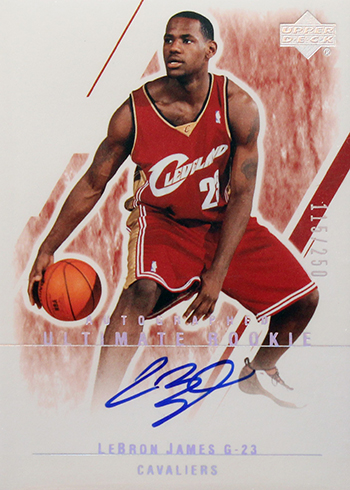 UPPER
DECK
®
CLEVELAND
23
115/250
AUTOGRAPHED
ULTIMATE ROOKIE
LEBRON JAMES G-23
CAVALIERS